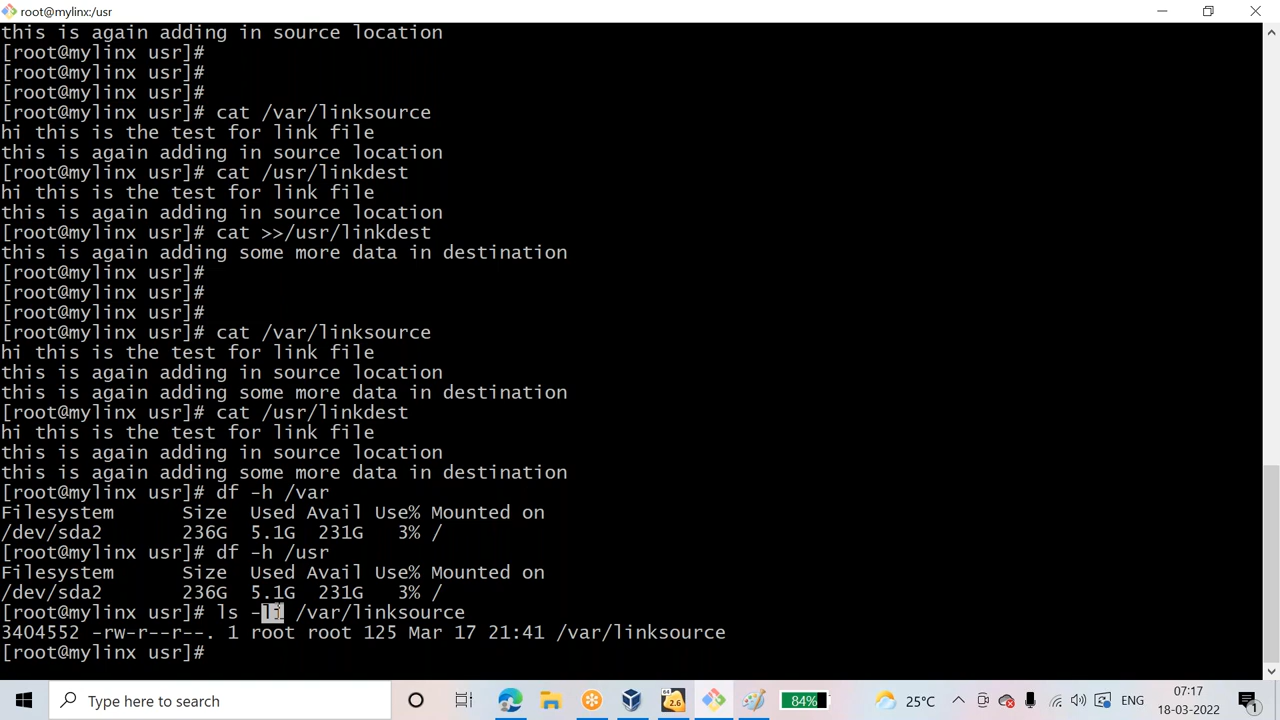 root@mylinx:/usr
this is again adding in source location
[root@mylinx usr]#
[root@mylinx usr]#
[root@mylinx usr]#
[root@mylinx usr]# cat /var/linksource
hi this is the test for link file
this is again adding in source location
[root@mylinx usr]# cat /usr/linkdest
hi this is the test for link file
this is again adding in source location
[root@mylinx usr]# cat >>/usr/linkdest
this is again adding some more data in destination
[root@mylinx usr]#
[root@mylinx usr]#
[root@mylinx usr]#
[root@mylinx usr]# cat /var/linksource
hi this is the test for link file
this is again adding in source location
this is again adding some more data in destination
[root@mylinx usr]# cat /usr/linkdest
hi this is the test for link file
this is again adding in source location
this is again adding some more data in destination
[root@mylinx usr]# df -h /var
Filesystem      Size  Used Avail Use% Mounted on
/dev/sda2       236G  5.1G  231G   3% /
[root@mylinx usr]# df -h /usr
Filesystem      Size  Used Avail Use% Mounted on
/dev/sda2       236G  5.1G  231G   3% /
[root@mylinx usr]# ls -li /var/linksource
3404552 -rw-r--r--. 1 root root 125 Mar 17 21:41 /var/linksource
[root@mylinx usr]#
Type here to search
64
2.6
84%
25°C
ENG
07:17
18-03-2022
1